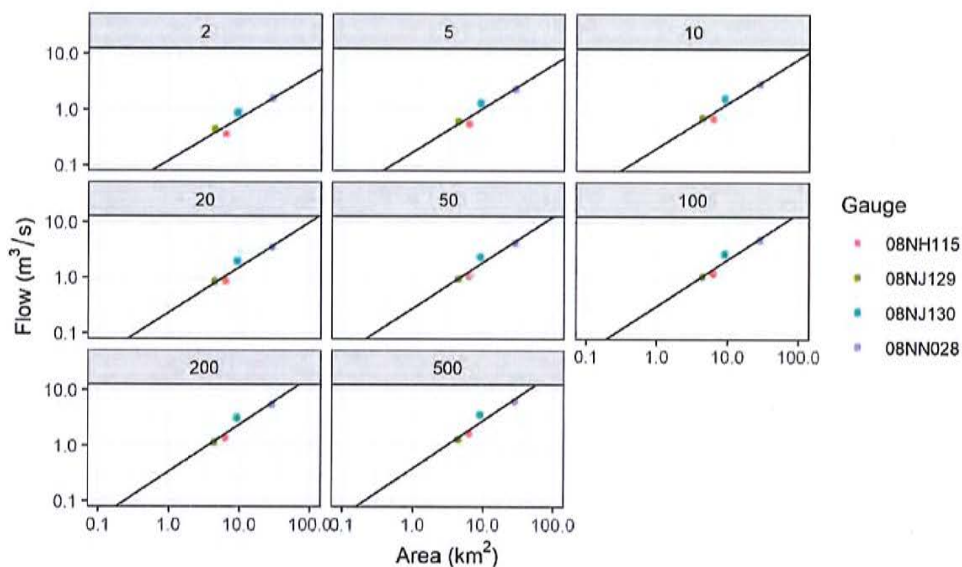 2 5 10
10.0
1.0
0.1
20 50 100
10.0
1.0
0.1
0.1 1.0 10.0 100.0
200 500
10.0
1.0
0.1
0.1 1.0 10.0 100.0 0.1 1.0 10.0 100.0
Flow (m³/s)
Area (km²)
Gauge
08NH115
08NJ129
08NJ130
08NN028